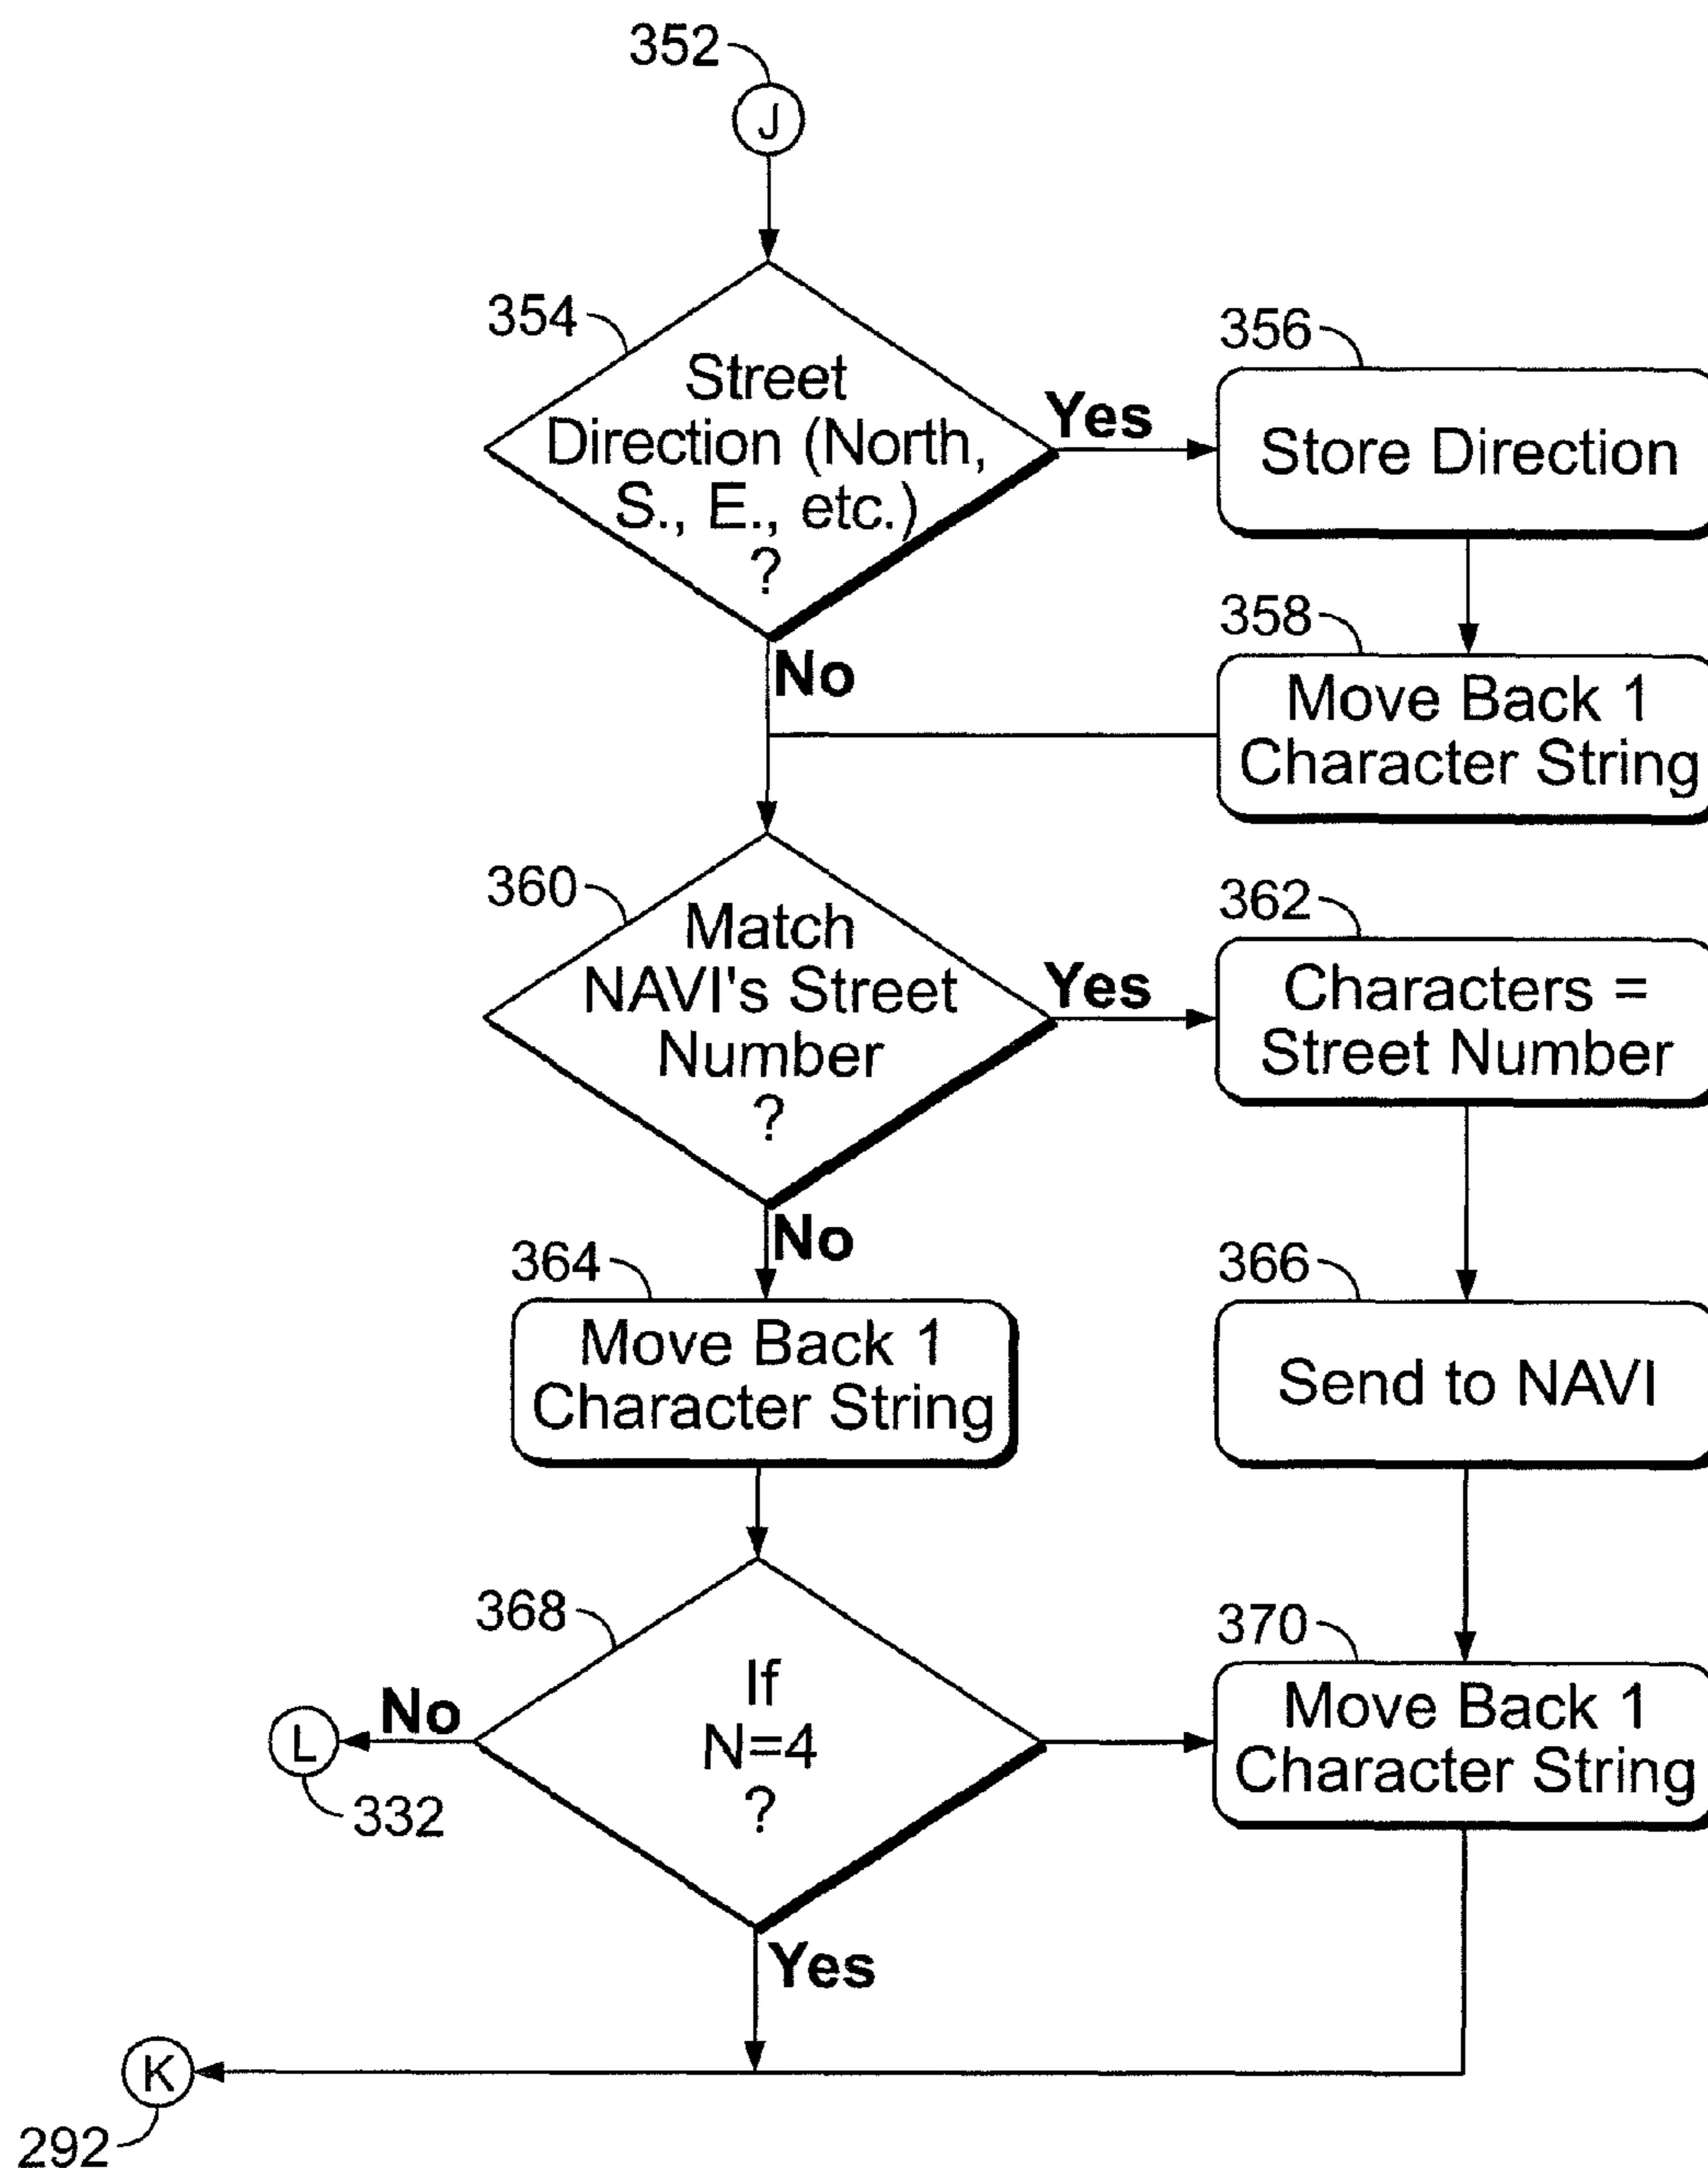 352
J
354
Street
Direction (North,
S., E., etc.)
?
Yes
356
Store Direction
358
Move Back 1
Character String
No
360
Match
NAVI's Street
Number
?
Yes
362
Characters =
Street Number
No
364
Move Back 1
Character String
366
Send to NAVI
368
If
N=4
?
No
L
332
370
Move Back 1
Character String
Yes
K
292